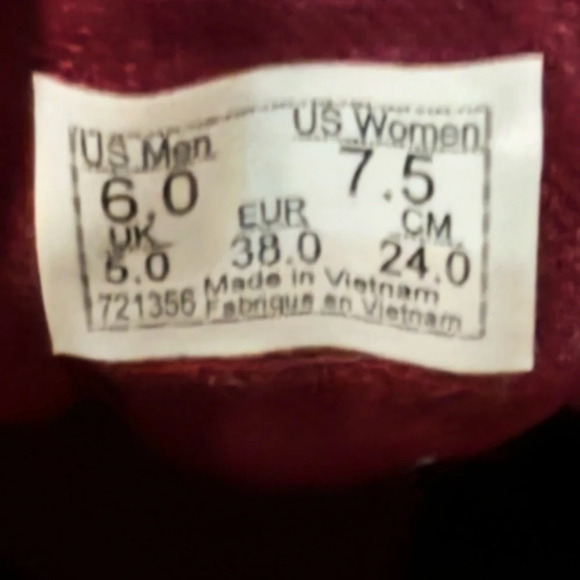 US Men US Women
6.0 7.5
UK EUR CM
5.0 38.0 24.0
Made in Vietnam
721356 Fabriqus en Vietnam